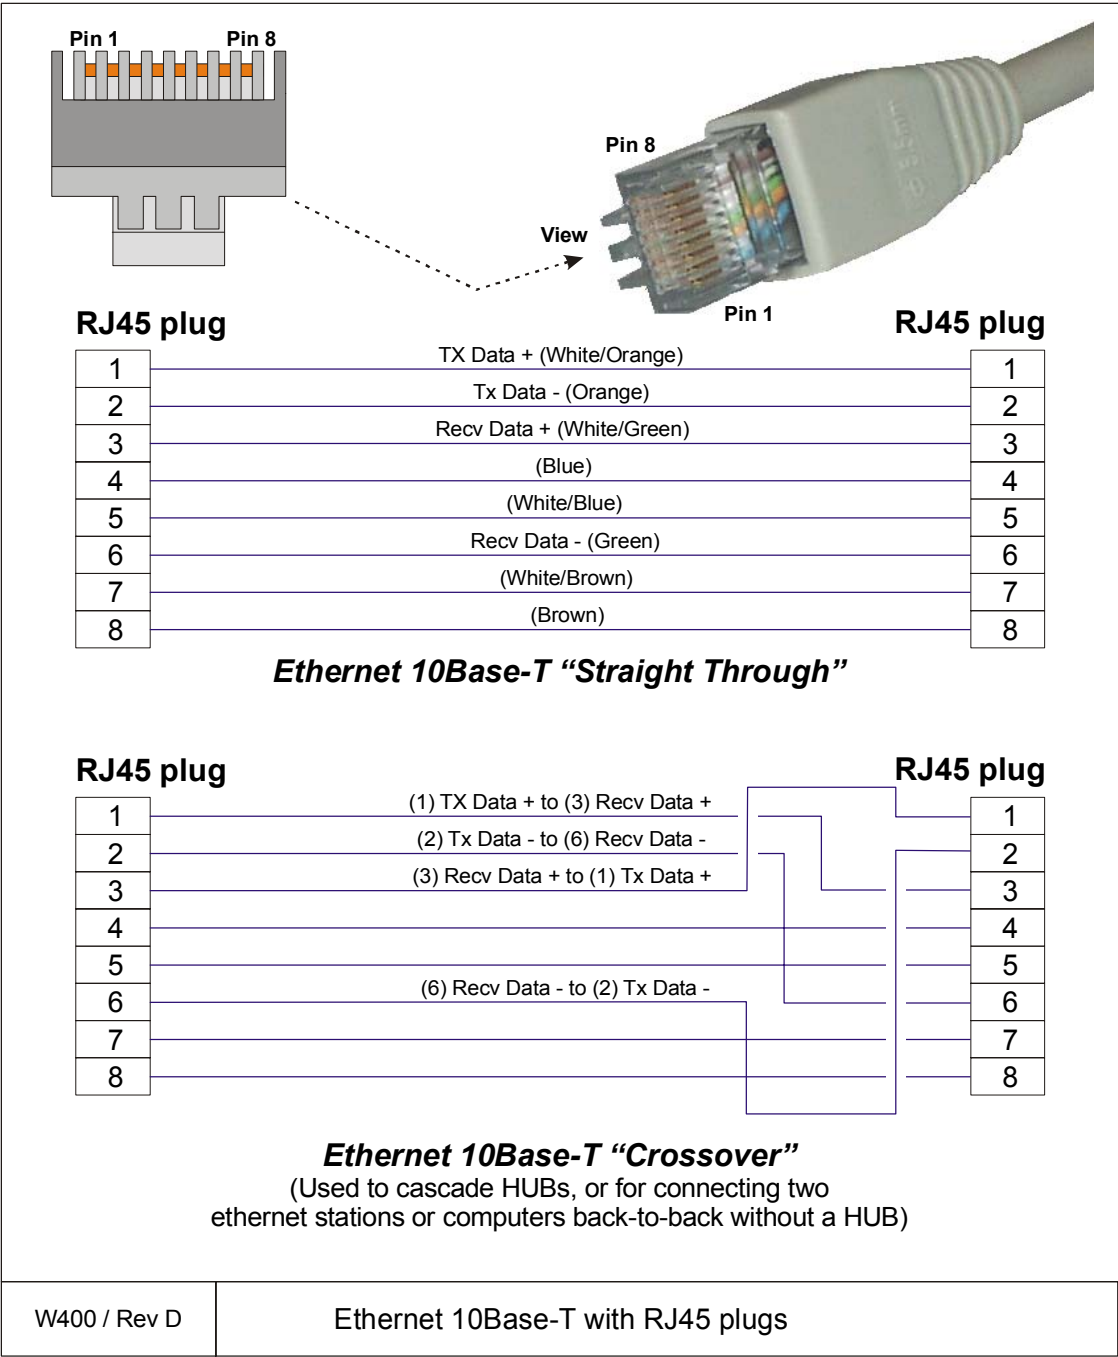 Pin 1 Pin 8
Pin 8
View
Pin 1
RJ45 plug RJ45 plug
TX Data + (White/Orange)
1 1
Tx Data - (Orange)
2 2
Recv Data + (White/Green)
3 3
(Blue)
4 4
(White/Blue)
5 5
Recv Data - (Green)
6 6
(White/Brown)
7 7
(Brown)
8 8
Ethernet 10Base-T “Straight Through”
RJ45 plug RJ45 plug
(1) TX Data + to (3) Recv Data +
1 1
(2) Tx Data - to (6) Recv Data -
2 2
(3) Recv Data + to (1) Tx Data +
3 3
4 4
5 5
(6) Recv Data - to (2) Tx Data -
6 6
7 7
8 8
Ethernet 10Base-T “Crossover”
(Used to cascade HUBs, or for connecting two
ethernet stations or computers back-to-back without a HUB)
W400 / Rev D Ethernet 10Base-T with RJ45 plugs